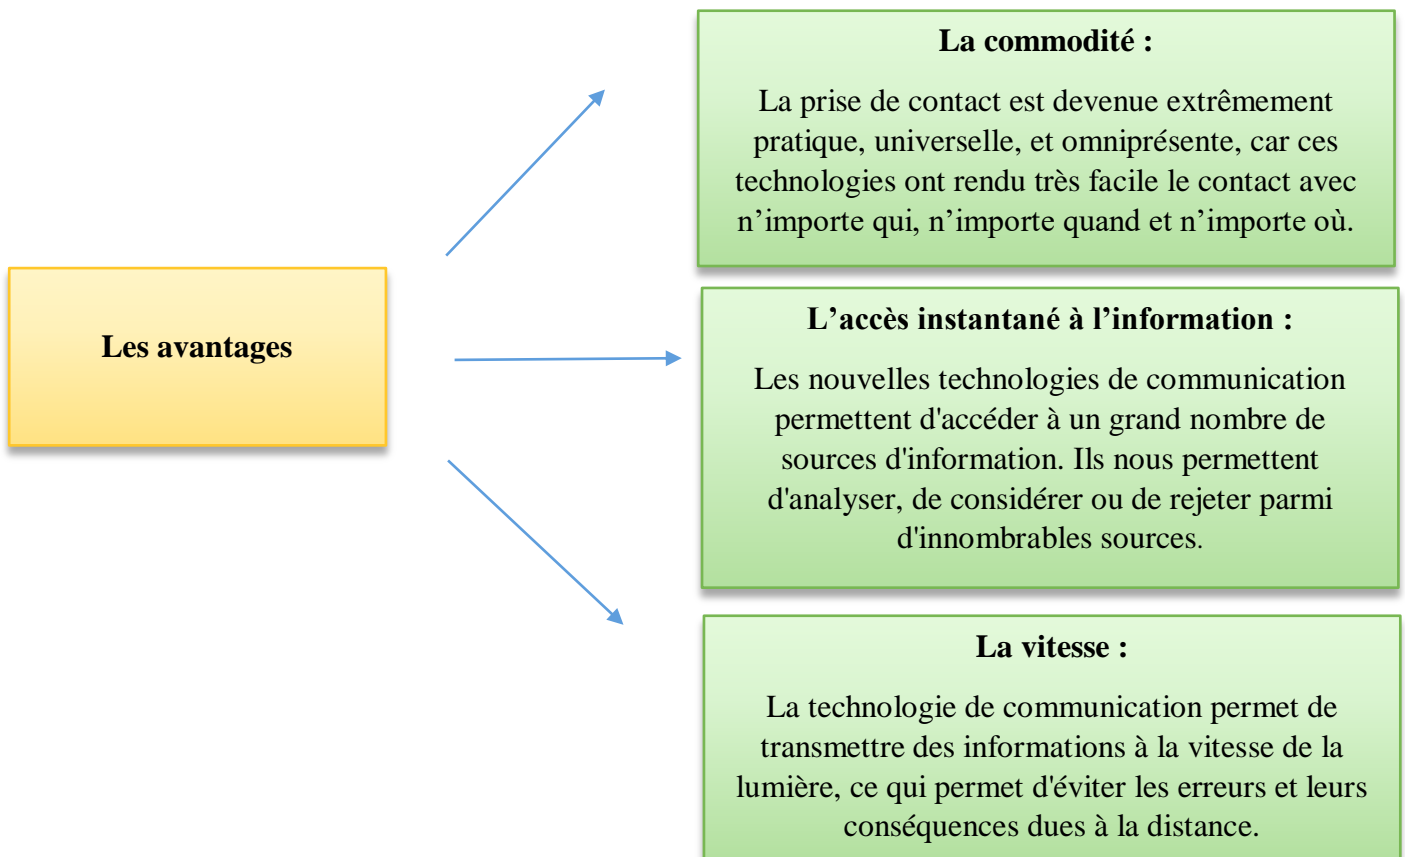 La commodité :
La prise de contact est devenue extrêmement
pratique, universelle, et omniprésente, car ces
technologies ont rendu très facile le contact avec
n’importe qui, n’importe quand et n’importe où.
Les avantages
L’accès instantané à l’information :
Les nouvelles technologies de communication
permettent d'accéder à un grand nombre de
sources d'information. Ils nous permettent
d'analyser, de considérer ou de rejeter parmi
d'innombrables sources.
La vitesse :
La technologie de communication permet de
transmettre des informations à la vitesse de la
lumière, ce qui permet d'éviter les erreurs et leurs
conséquences dues à la distance.